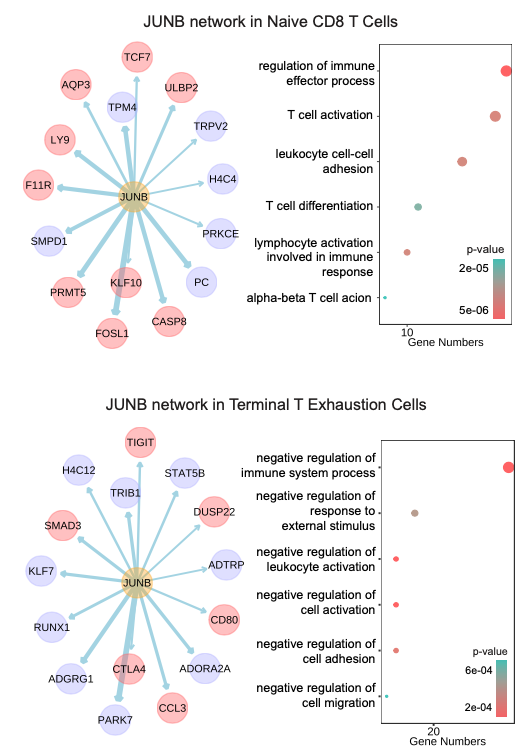 JUNB network in Naive CD8 T Cells
TCF7
AQP3
ULBP2
TPM4
TRPV2
LY9
F11R
H4C4
JUNB
SMPD1
PRKCE
PRMT5
KLF10
PC
FOSL1
CASP8
regulation of immune
effector process
T cell activation
leukocyte cell-cell
adhesion
T cell differentiation
lymphocyte activation
involved in immune
response
alpha-beta T cell acion
p-value
2e-05
5e-06
10
Gene Numbers
JUNB network in Terminal T Exhaustion Cells
TIGIT
H4C12
STAT5B
TRIB1
DUSP22
SMAD3
KLF7
ADTRP
JUNB
RUNX1
CD80
ADGRG1
CTLA4
ADORA2A
PARK7
CCL3
negative regulation of
immune system process
negative regulation of
response to
external stimulus
negative regulation of
leukocyte activation
negative regulation of
cell activation
negative regulation of
cell adhesion
negative regulation of
cell migration
p-value
6e-04
2e-04
20
Gene Numbers